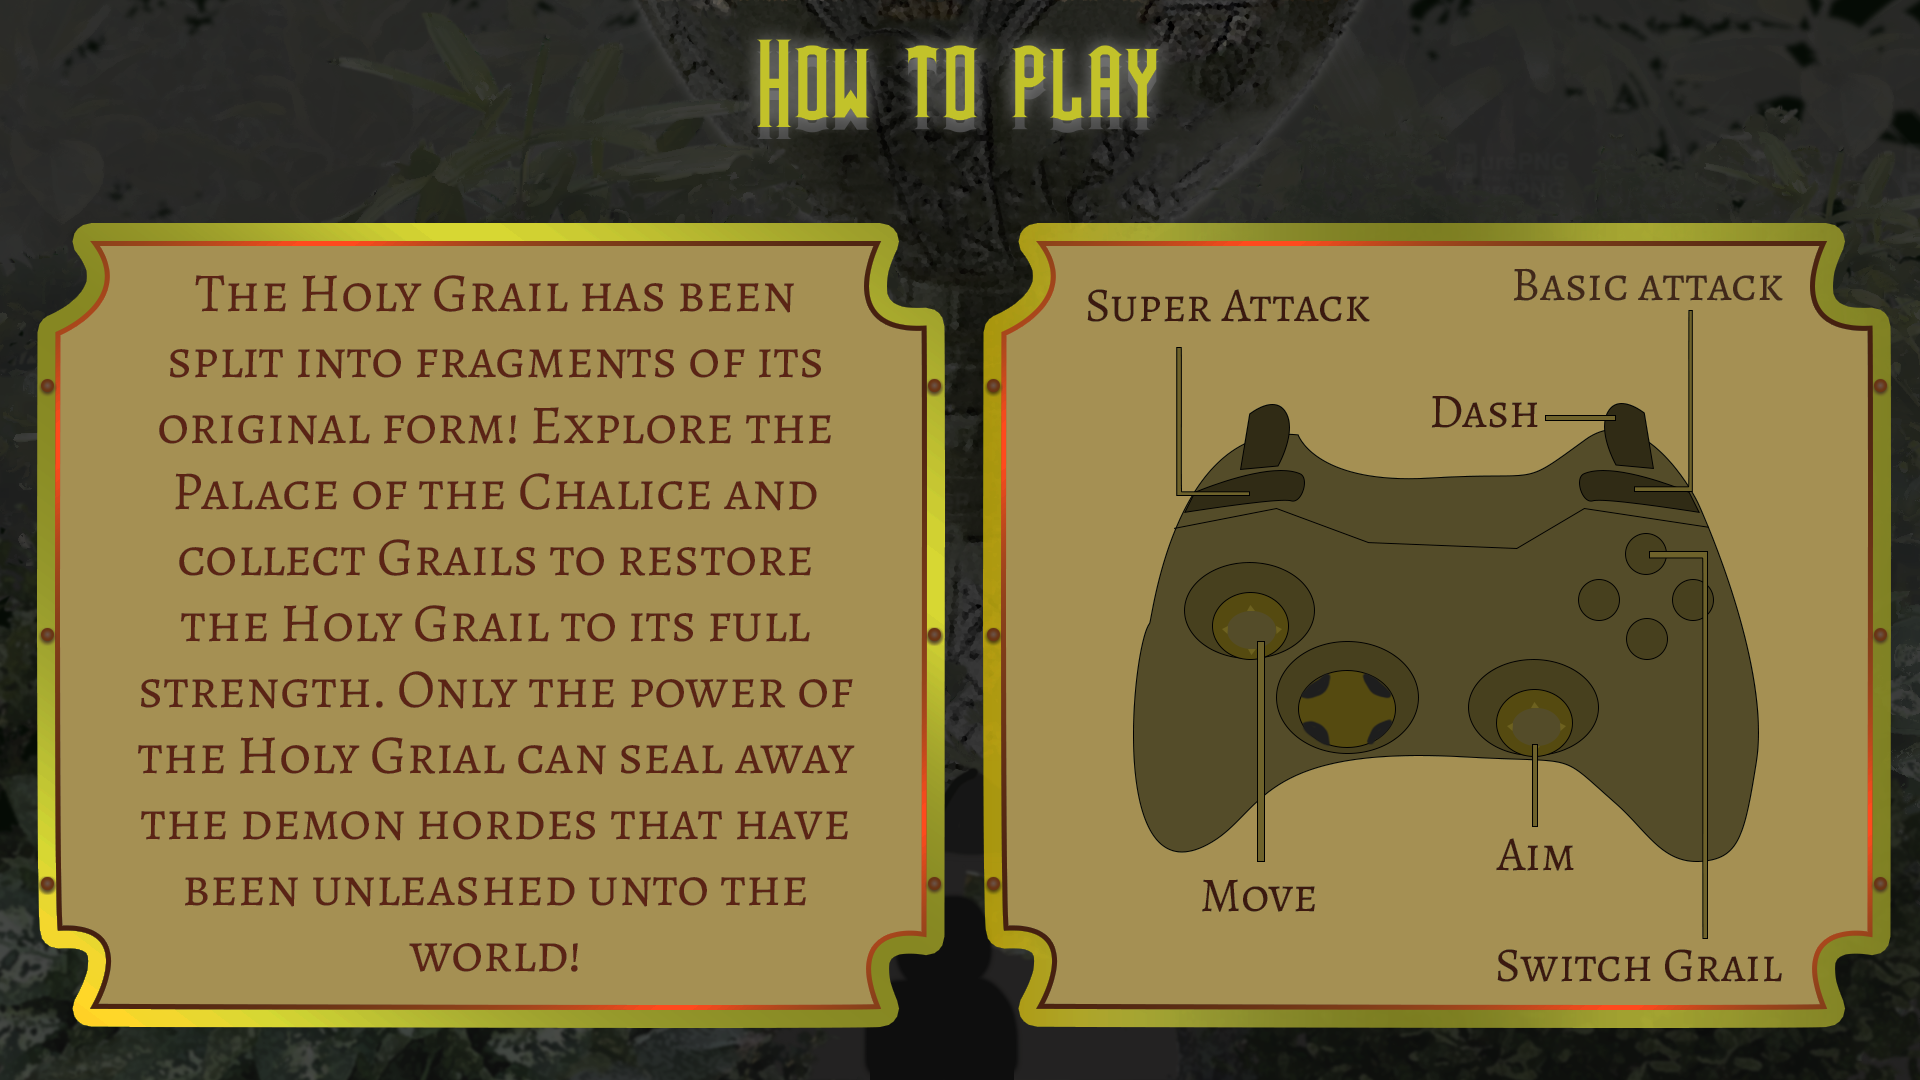 How to play
The Holy Grail has been
split into fragments of its
original form! Explore the
Palace of the Chalice and
collect Grails to restore
the Holy Grail to its full
strength. Only the power of
the Holy Grial can seal away
the demon hordes that have
been unleashed unto the
world!
Super Attack
Basic attack
Dash
Aim
Move
Switch Grail